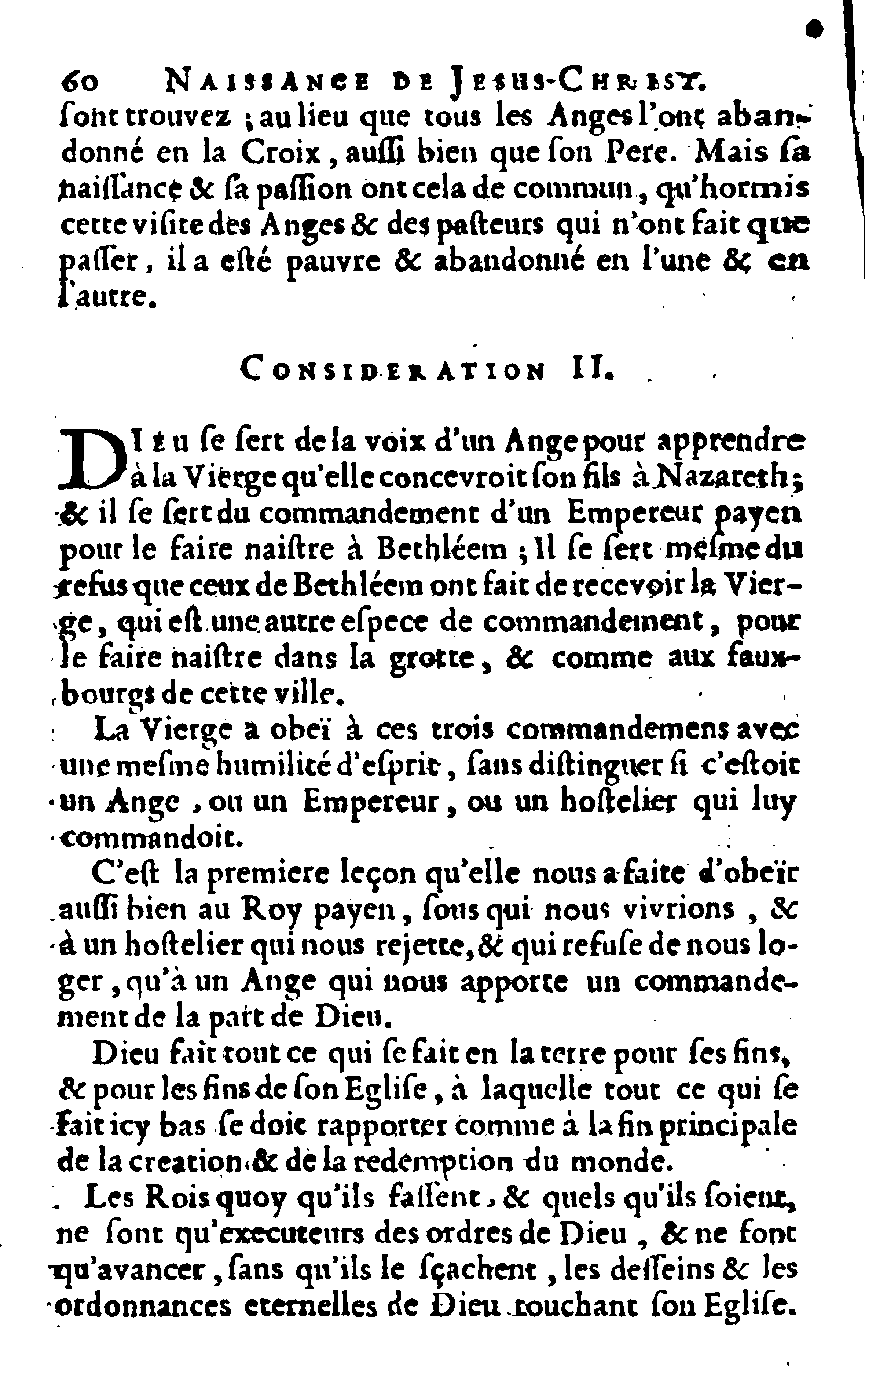 60 NAISSANCE DE JESUS-CHRIST.
ſont trouvez ; au lieu que tous les Anges l'ont aban-
donné en la Croix , auſſi bien que ſon Pere. Mais ſa
naiſſance & ſa paſſion ont cela de commun, qu'hormis
cette viſite des Anges & des paſteurs qui n'ont fait que
paſſer, il a eſté pauvre & abandonné en l'une & en
l'autre.
CONSIDERATION II.
DIEU ſe ſert de la voix d'un Ange pour apprendre
à la Vierge qu'elle concevroit ſon fils à Nazareth;
& il ſe ſert du commandement d'un Empereur payen
pour le faire naiſtre à Bethléem ; Il ſe ſert meſme du
refus que ceux de Bethléem ont fait de recevoir la Vier-
ge, qui eſt une autre eſpece de commandement, pour
le faire naiſtre dans la grotte, & comme aux faux-
bourgs de cette ville.
La Vierge a obeï à ces trois commandemens avec
une meſme humilité d'eſprit, ſans diſtinguer ſi c'eſtoit
un Ange , ou un Empereur, ou un hoſtelier qui luy
commandoit.
C'eſt la premiere leçon qu'elle nous a faite d'obeïr
auſſi bien au Roy payen, ſous qui nous vivrions , &
à un hoſtelier qui nous rejette, & qui refuſe de nous lo-
ger , qu'à un Ange qui nous apporte un commande-
ment de la part de Dieu.
Dieu fait tout ce qui ſe fait en la terre pour ſes fins,
& pour les fins de ſon Egliſe, à laquelle tout ce qui ſe
fait icy bas ſe doit rapporter comme à la fin principale
de la creation & de la redemption du monde.
Les Rois quoy qu'ils faſſent, & quels qu'ils ſoient,
ne ſont qu'executeurs des ordres de Dieu , & ne font
qu'avancer , ſans qu'ils le ſçachent , les deſſeins & les
ordonnances eternelles de Dieu touchant ſon Egliſe.